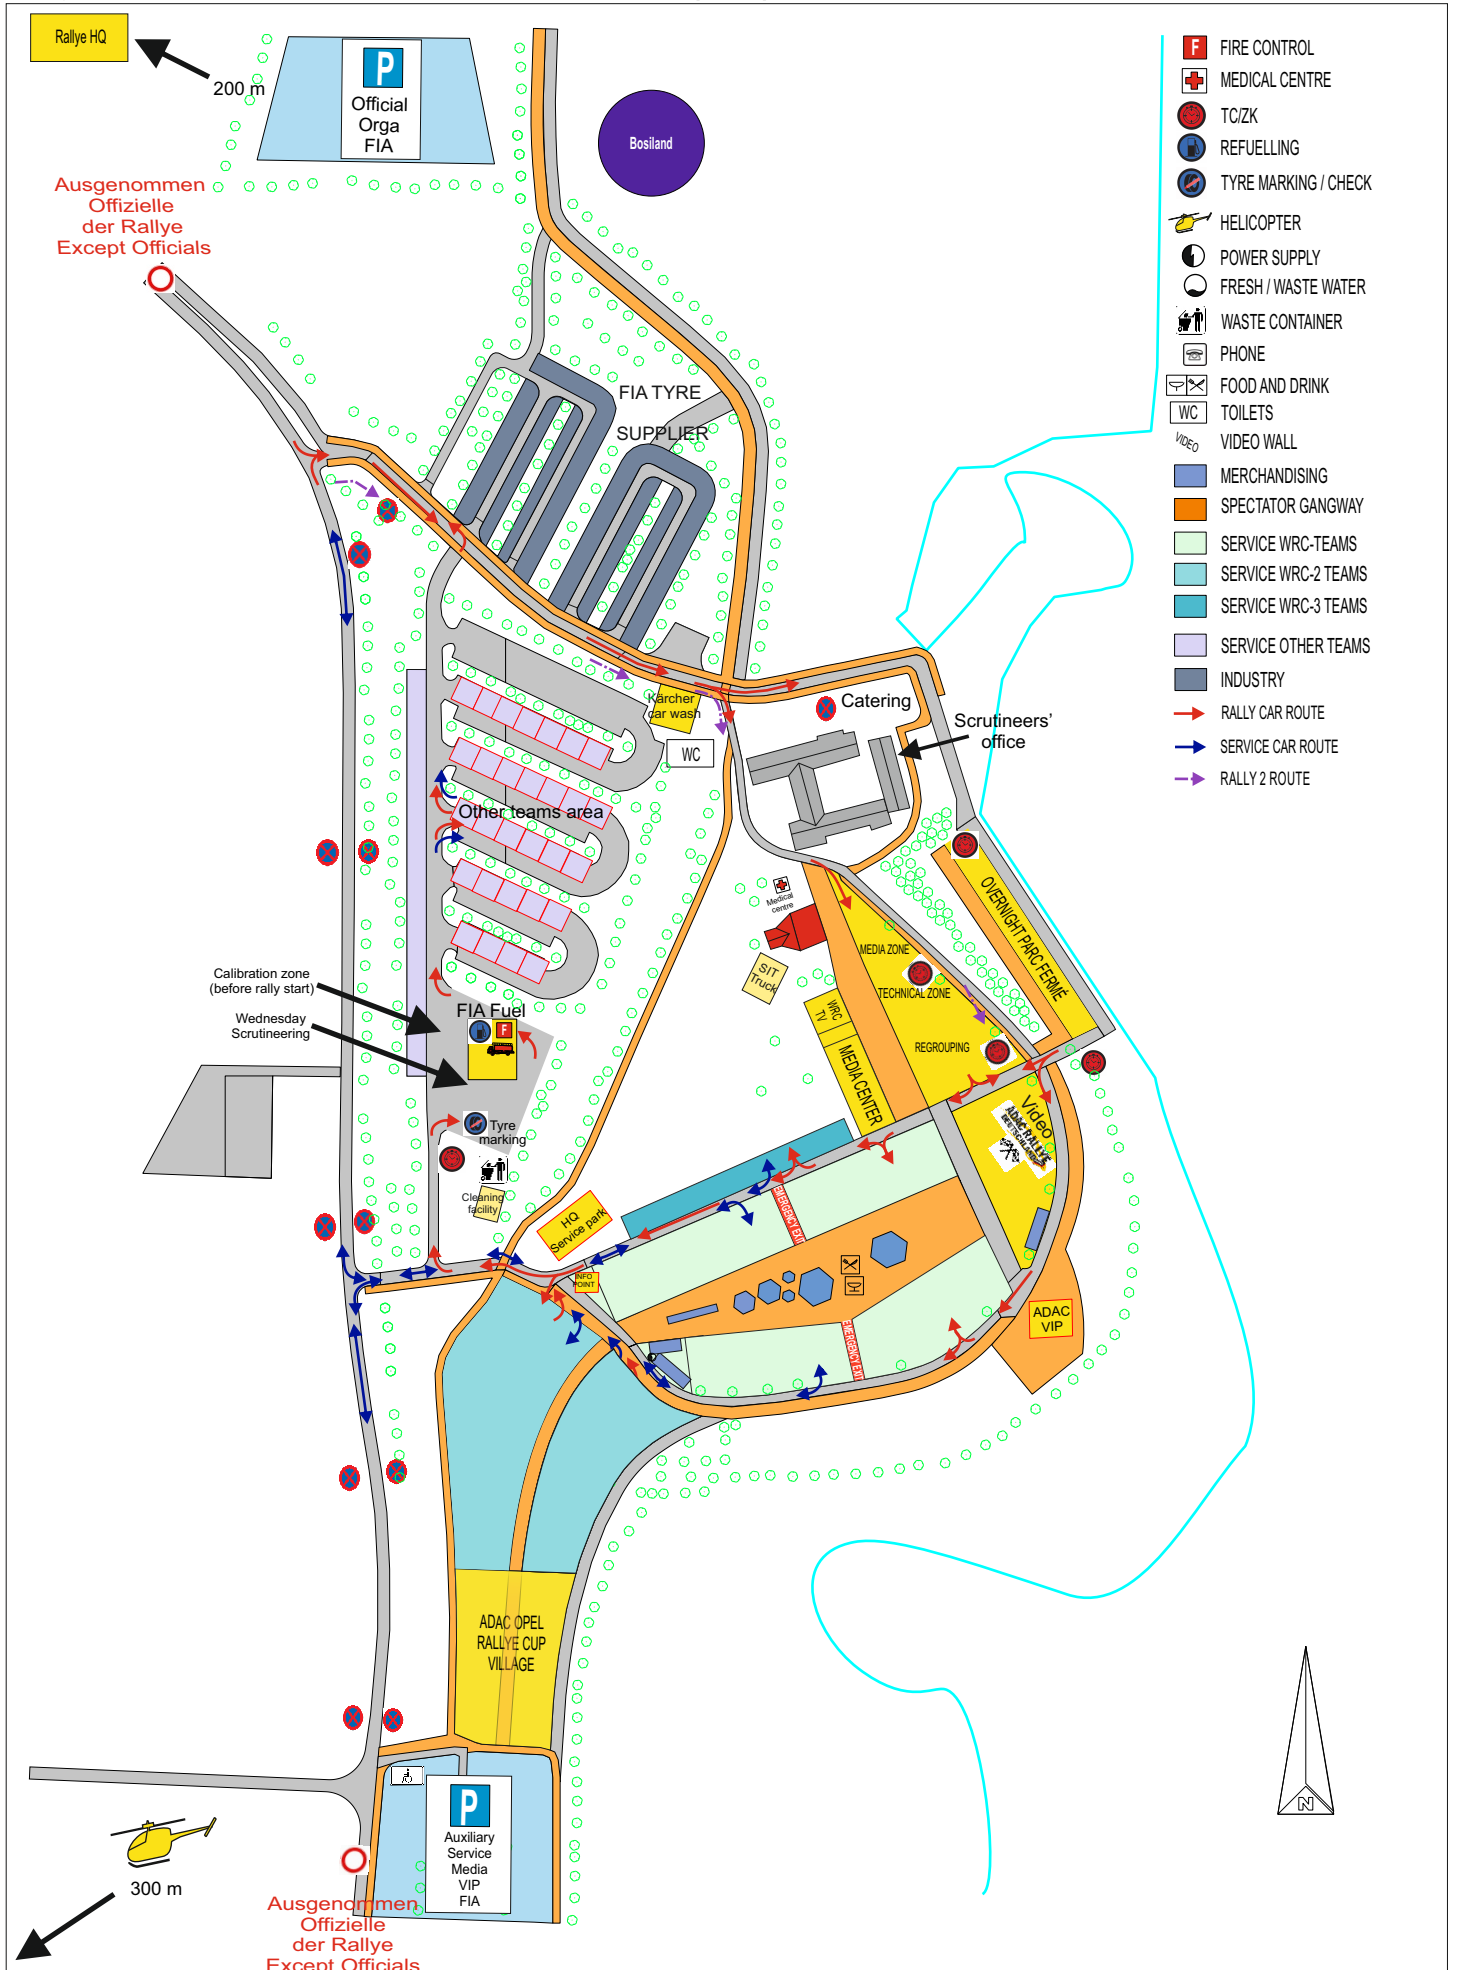 Rallye HQ
200 m
P
Official
Orga
FIA
Bosiland
Ausgenommen
Offizielle
der Rallye
Except Officials
F FIRE CONTROL
MEDICAL CENTRE
TC/ZK
REFUELLING
TYRE MARKING / CHECK
HELICOPTER
POWER SUPPLY
FRESH / WASTE WATER
WASTE CONTAINER
PHONE
FOOD AND DRINK
WC TOILETS
VIDEO VIDEO WALL
MERCHANDISING
SPECTATOR GANGWAY
SERVICE WRC-TEAMS
SERVICE WRC-2 TEAMS
SERVICE WRC-3 TEAMS
SERVICE OTHER TEAMS
INDUSTRY
RALLY CAR ROUTE
SERVICE CAR ROUTE
RALLY 2 ROUTE
FIA TYRE
SUPPLIER
Kärcher
car wash
WC
Catering
Scrutineers'
office
Other teams area
Medical
centre
SIT
Truck
MEDIA ZONE
TECHNICAL ZONE
REGROUPING
OVERNIGHT PARC FERMÉ
WRC
TV
MEDIA CENTER
Calibration zone
(before rally start)
Wednesday
Scrutineering
FIA Fuel
F
Tyre
marking
Cleaning
facility
HQ
Service park
INFO
POINT
EMERGENCY EXIT
EMERGENCY EXIT
Video
ADAC RALLYE
DEUTSCHLAND
ADAC
VIP
ADAC OPEL
RALLYE CUP
VILLAGE
P
Auxiliary
Service
Media
VIP
FIA
300 m
Ausgenommen
Offizielle
der Rallye
Except Officials
N